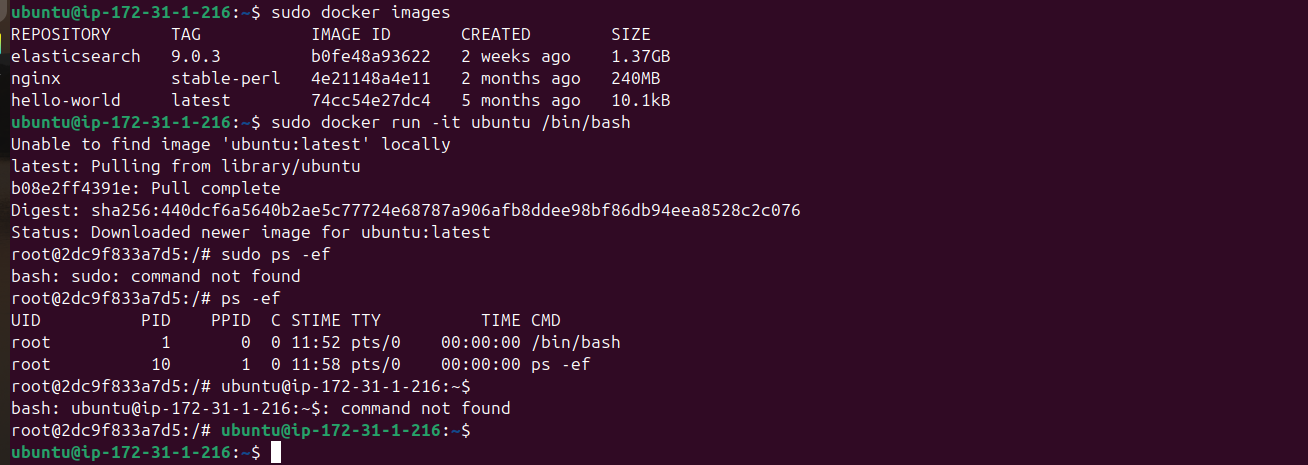 ubuntu@ip-172-31-1-216:~$ sudo docker images
REPOSITORY      TAG           IMAGE ID       CREATED        SIZE
elasticsearch   9.0.3         b0fe48a93622   2 weeks ago    1.37GB
nginx           stable-perl   4e21148a4e11   2 months ago   240MB
hello-world     latest        74cc54e27dc4   5 months ago   10.1kB
ubuntu@ip-172-31-1-216:~$ sudo docker run -it ubuntu /bin/bash
Unable to find image 'ubuntu:latest' locally
latest: Pulling from library/ubuntu
b08e2ff4391e: Pull complete
Digest: sha256:440dcf6a5640b2ae5c77724e68787a906afb8ddee98bf86db94eea8528c2c076
Status: Downloaded newer image for ubuntu:latest
root@2dc9f833a7d5:/# sudo ps -ef
bash: sudo: command not found
root@2dc9f833a7d5:/# ps -ef
UID          PID    PPID  C STIME TTY          TIME CMD
root           1       0  0 11:52 pts/0    00:00:00 /bin/bash
root          10       1  0 11:58 pts/0    00:00:00 ps -ef
root@2dc9f833a7d5:/# ubuntu@ip-172-31-1-216:~$
bash: ubuntu@ip-172-31-1-216:~$: command not found
root@2dc9f833a7d5:/# ubuntu@ip-172-31-1-216:~$
ubuntu@ip-172-31-1-216:~$